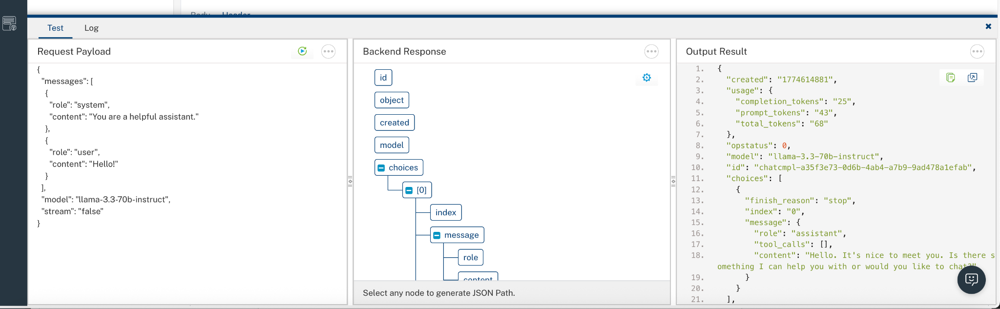 Body Header
Test Log
Request Payload
{
"messages": [
{
"role": "system",
"content": "You are a helpful assistant."
},
{
"role": "user",
"content": "Hello!"
}
],
"model": "llama-3.3-70b-instruct",
"stream": "false"
}
Backend Response
id
object
created
model
choices
[0]
index
message
role
content
Select any node to generate JSON Path.
Output Result
1. {
2. "created": "1774614881",
3. "usage": {
4. "completion_tokens": "25",
5. "prompt_tokens": "43",
6. "total_tokens": "68"
7. },
8. "opstatus": 0,
9. "model": "llama-3.3-70b-instruct",
10. "id": "chatcmpl-a35f3e73-0d6b-4ab4-a7b9-9ad478a1efab",
11. "choices": [
12. {
13. "finish_reason": "stop",
14. "index": "0",
15. "message": {
16. "role": "assistant",
17. "tool_calls": [],
18. "content": "Hello. It's nice to meet you. Is there s
omething I can help you with or would you like to chat?"
19. }
20. }
21. ],